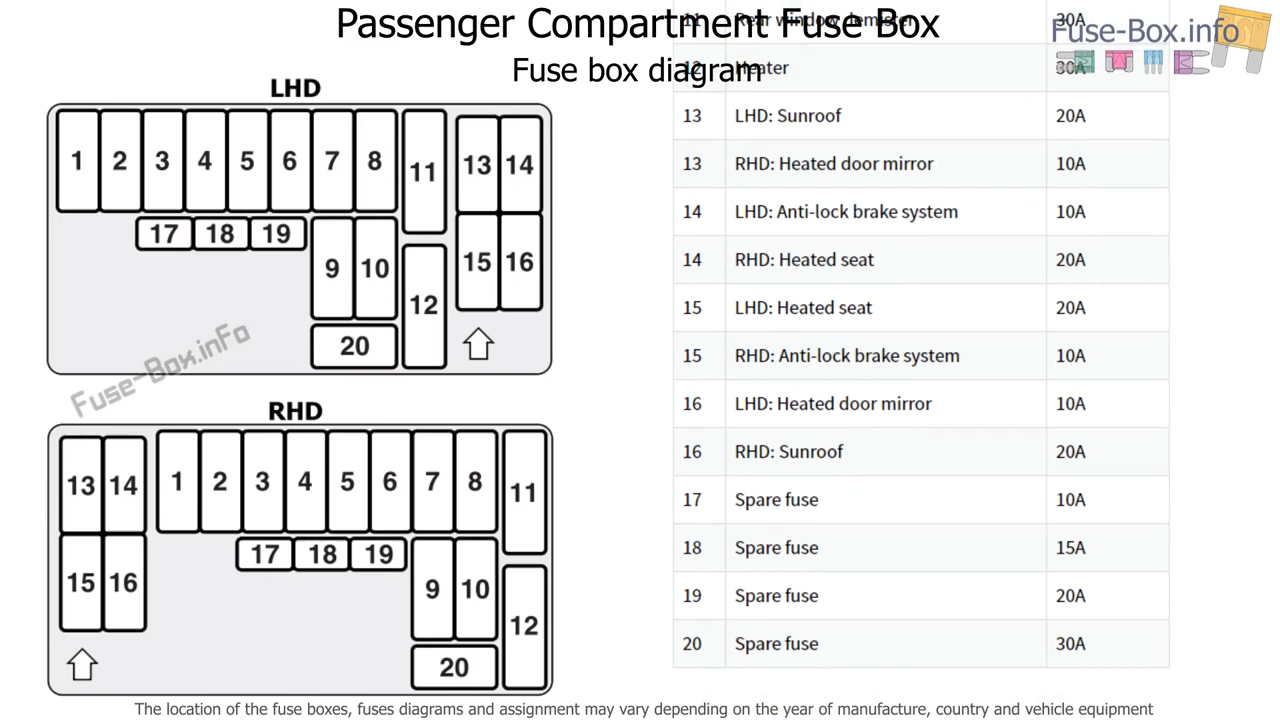 Passenger Compartment Fuse Box
Fuse box diagram
Fuse-Box.info
LHD
1 2 3 4 5 6 7 8 11 13 14
17 18 19
9 10 12 15 16
20
Fuse-Box.info
RHD
13 14 1 2 3 4 5 6 7 8 11
17 18 19
15 16 9 10 12
20
11 Rear window demister 30A
12 Heater 30A
13 LHD: Sunroof 20A
13 RHD: Heated door mirror 10A
14 LHD: Anti-lock brake system 10A
14 RHD: Heated seat 20A
15 LHD: Heated seat 20A
15 RHD: Anti-lock brake system 10A
16 LHD: Heated door mirror 10A
16 RHD: Sunroof 20A
17 Spare fuse 10A
18 Spare fuse 15A
19 Spare fuse 20A
20 Spare fuse 30A
The location of the fuse boxes, fuses diagrams and assignment may vary depending on the year of manufacture, country and vehicle equipment